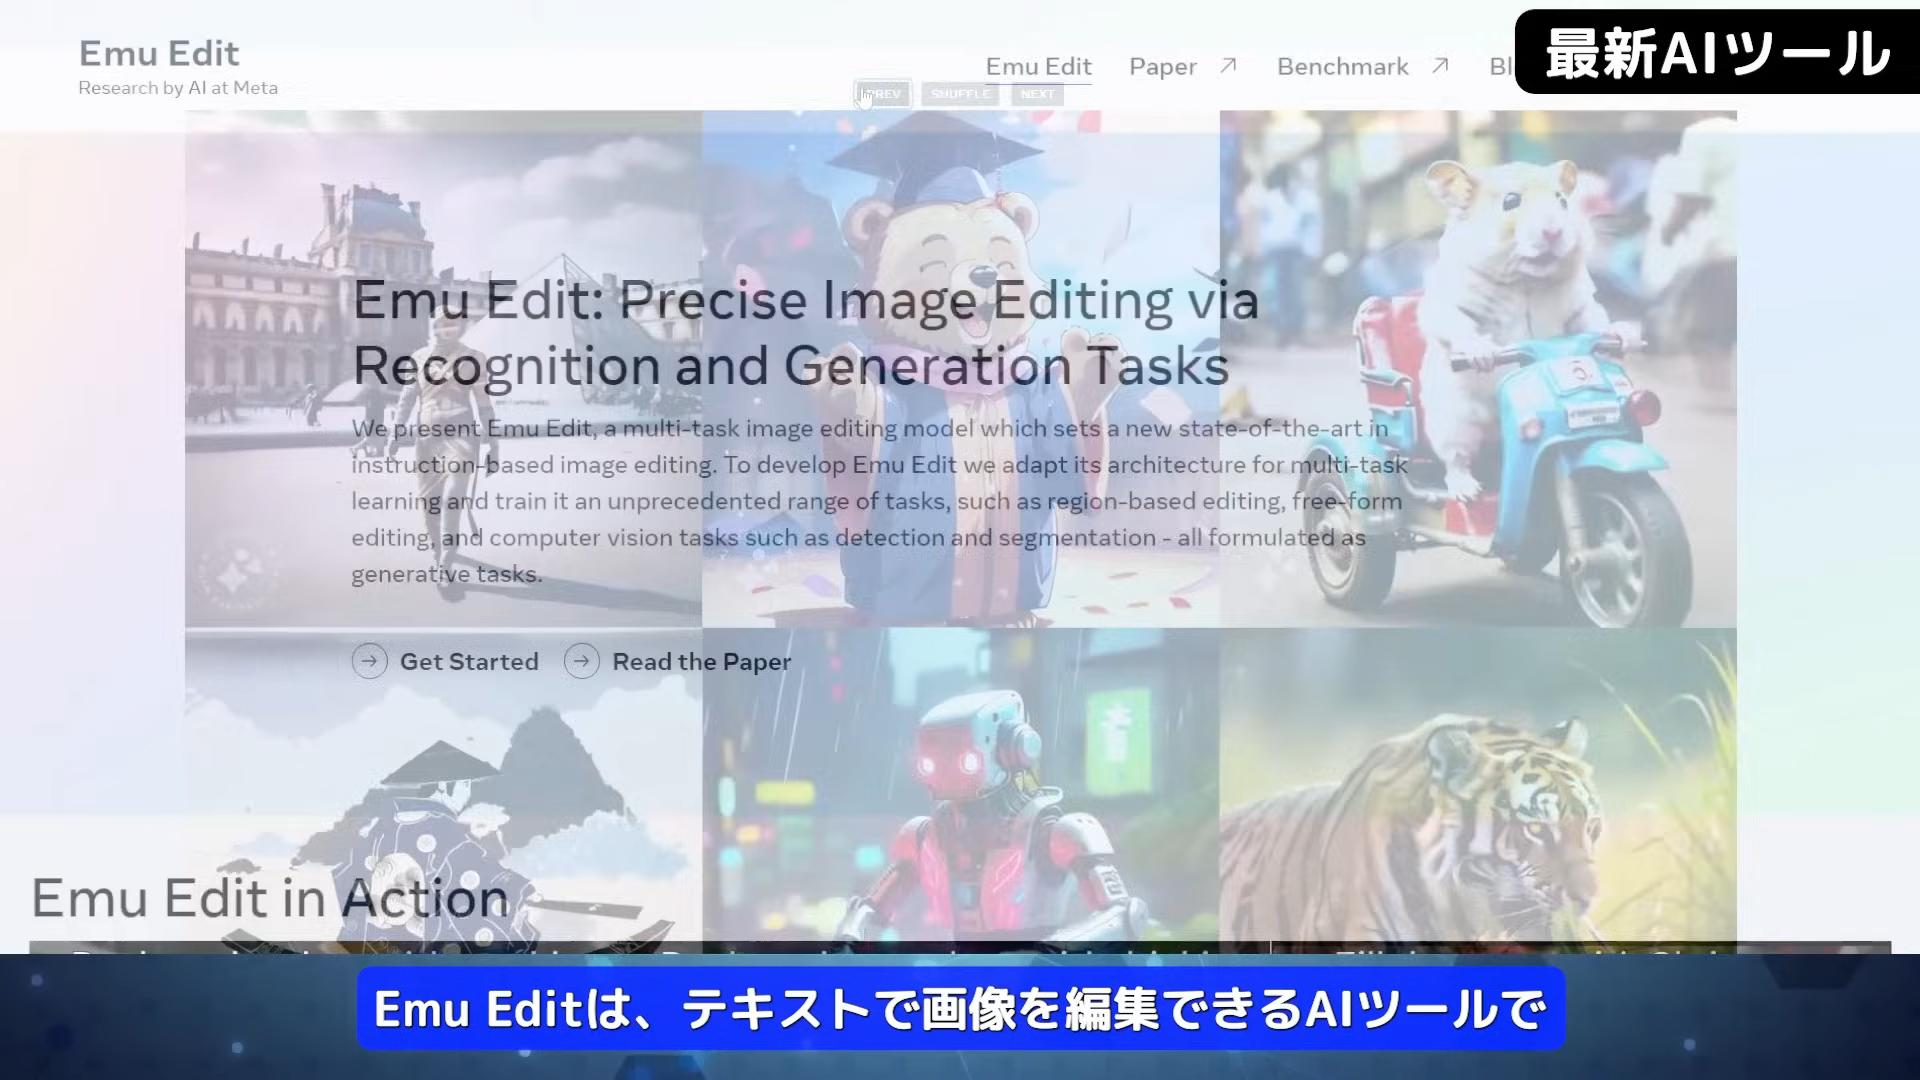 Emu Edit
Research by AI at Meta
Emu Edit
Paper
Benchmark
最新AIツール
PREV
SHUFFLE
NEXT
Emu Edit: Precise Image Editing via
Recognition and Generation Tasks
We present Emu Edit, a multi-task image editing model which sets a new state-of-the-art in
instruction-based image editing. To develop Emu Edit we adapt its architecture for multi-task
learning and train it an unprecedented range of tasks, such as region-based editing, free-form
editing, and computer vision tasks such as detection and segmentation - all formulated as
generative tasks.
Get Started
Read the Paper
Emu Edit in Action
Emu Editは、テキストで画像を編集できるAIツールで